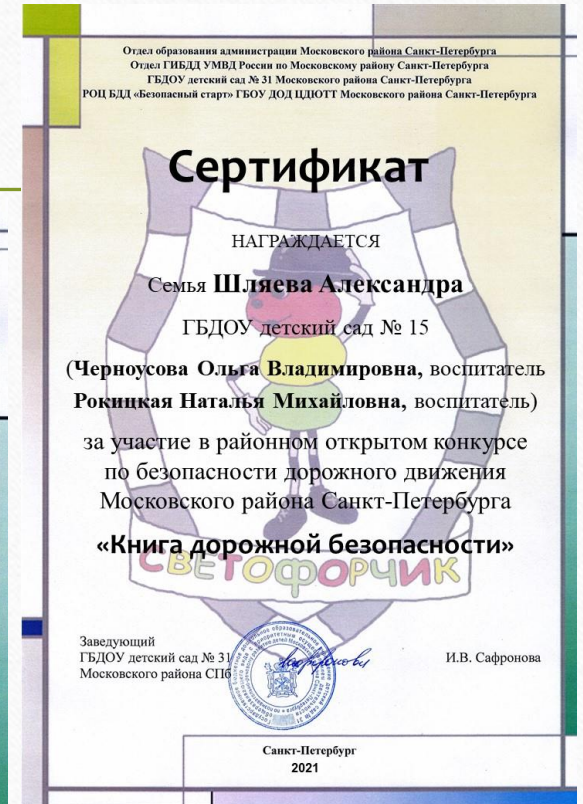 Отдел образования администрации Московского района Санкт-Петербурга
Отдел ГИБДД УМВД России по Московскому району Санкт-Петербурга
ГБДОУ детский сад № 31 Московского района Санкт-Петербурга
РОЦ БДД «Безопасный старт» ГБОУ ДОД ЦДЮТТ Московского района Санкт-Петербурга
Сертификат
НАГРАЖДАЕТСЯ
Семья Шляева Александра
ГБДОУ детский сад № 15
(Черноусова Ольга Владимировна, воспитатель
Рокицкая Наталья Михайловна, воспитатель)
за участие в районном открытом конкурсе
по безопасности дорожного движения
Московского района Санкт-Петербурга
«Книга дорожной безопасности»
СВЕТОФОРЧИК
Заведующий
ГБДОУ детский сад № 31
Московского района СПб
И.В. Сафронова
Санкт-Петербург
2021